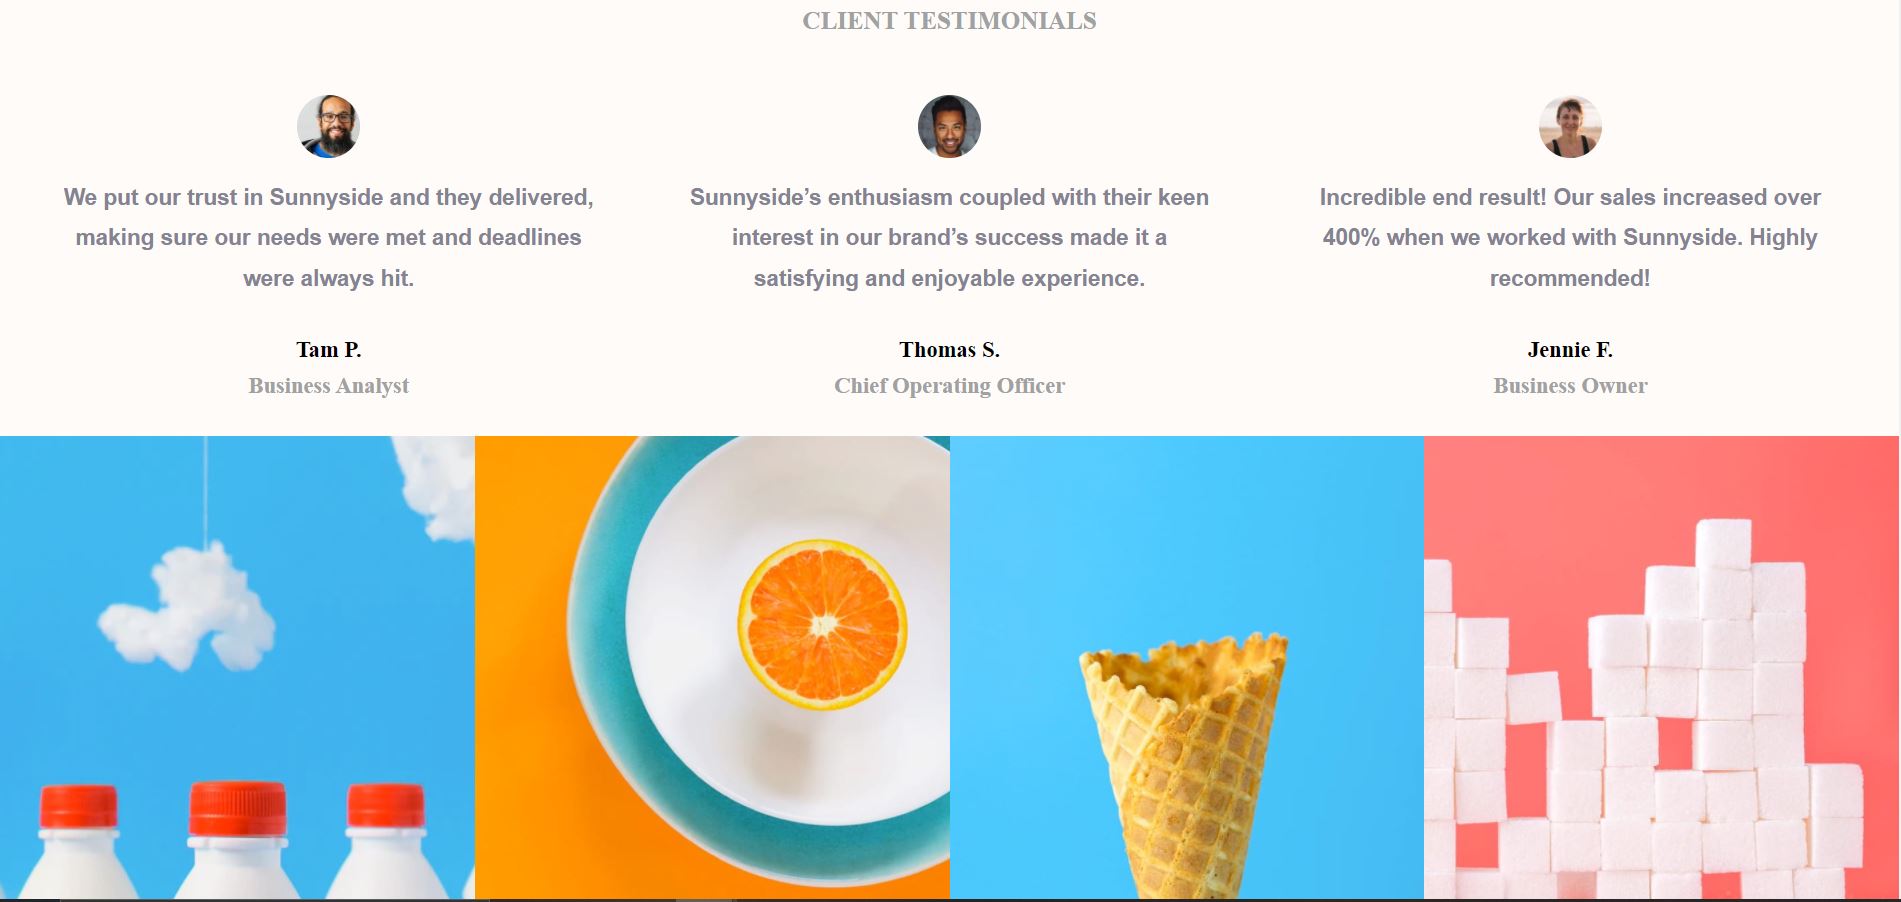 CLIENT TESTIMONIALS
We put our trust in Sunnyside and they delivered,
making sure our needs were met and deadlines
were always hit.
Tam P.
Business Analyst
Sunnyside’s enthusiasm coupled with their keen
interest in our brand’s success made it a
satisfying and enjoyable experience.
Thomas S.
Chief Operating Officer
Incredible end result! Our sales increased over
400% when we worked with Sunnyside. Highly
recommended!
Jennie F.
Business Owner